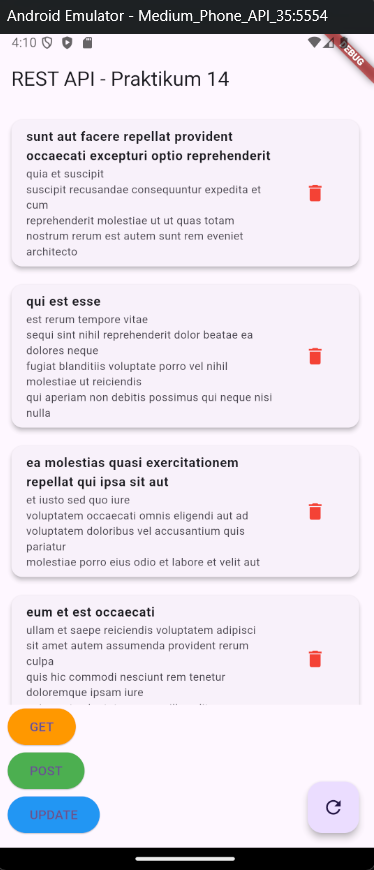 Android Emulator - Medium_Phone_API_35:5554
4:10
DEBUG
REST API - Praktikum 14
sunt aut facere repellat provident
occaecati excepturi optio reprehenderit
quia et suscipit
suscipit recusandae consequuntur expedita et
cum
reprehenderit molestiae ut ut quas totam
nostrum rerum est autem sunt rem eveniet
architecto
qui est esse
est rerum tempore vitae
sequi sint nihil reprehenderit dolor beatae ea
dolores neque
fugiat blanditiis voluptate porro vel nihil
molestiae ut reiciendis
qui aperiam non debitis possimus qui neque nisi
nulla
ea molestias quasi exercitationem
repellat qui ipsa sit aut
et iusto sed quo iure
voluptatem occaecati omnis eligendi aut ad
voluptatem doloribus vel accusantium quis
pariatur
molestiae porro eius odio et labore et velit aut
eum et est occaecati
ullam et saepe reiciendis voluptatem adipisci
sit amet autem assumenda provident rerum
culpa
quis hic commodi nesciunt rem tenetur
doloremque ipsam iure
GET
POST
UPDATE